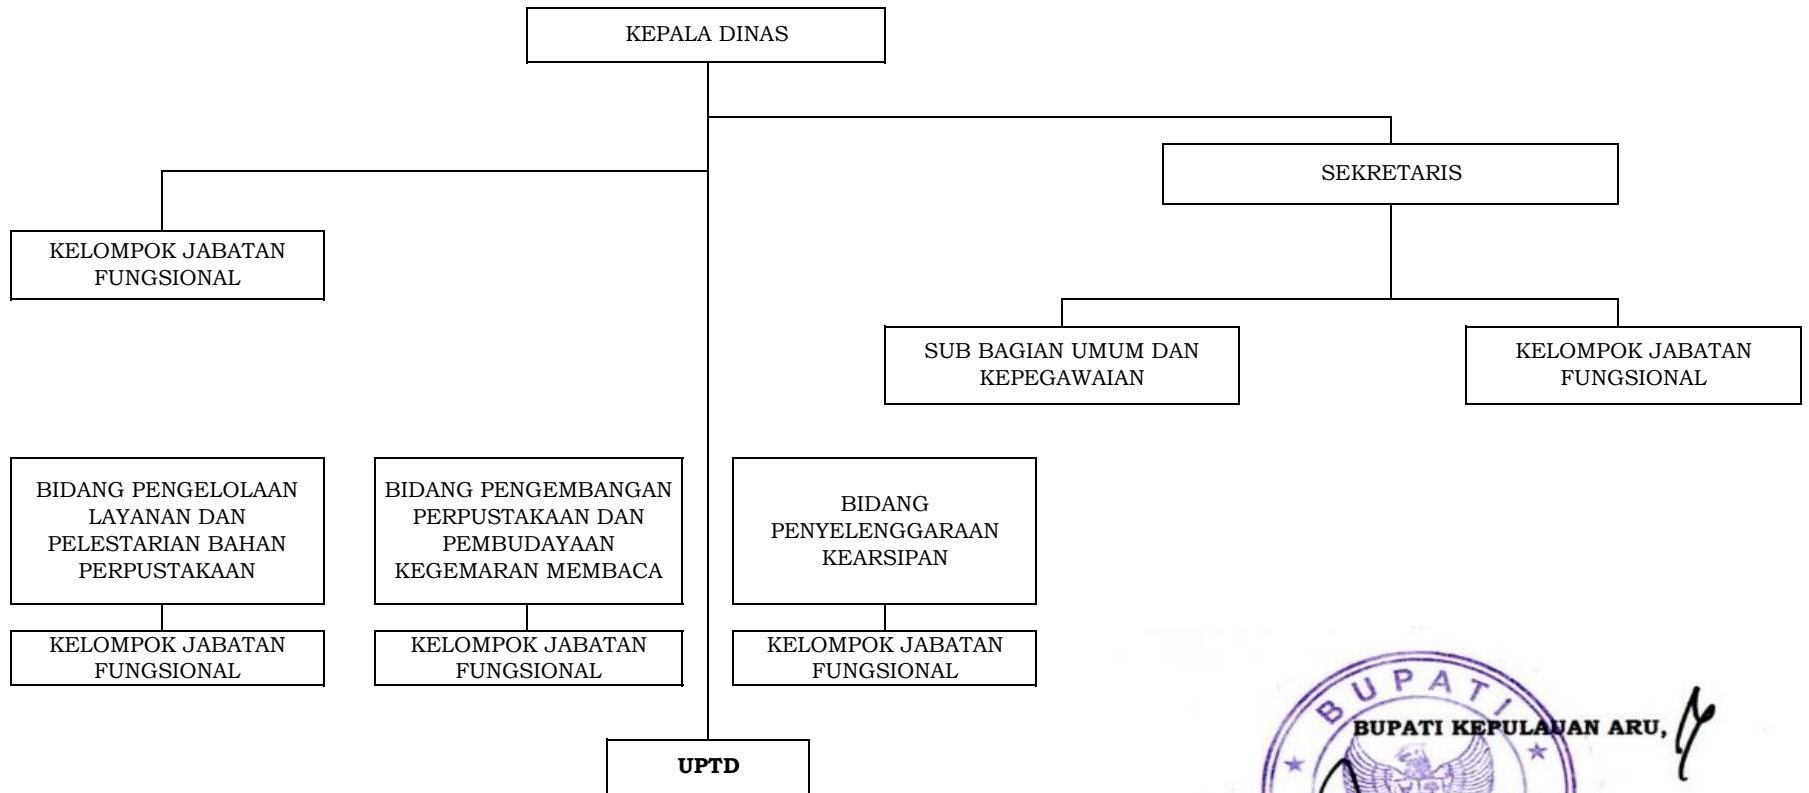 KEPALA DINAS
SEKRETARIS
KELOMPOK JABATAN
FUNGSIONAL
SUB BAGIAN UMUM DAN
KEPEGAWAIAN
KELOMPOK JABATAN
FUNGSIONAL
BIDANG PENGELOLAAN
LAYANAN DAN
PELESTARIAN BAHAN
PERPUSTAKAAN
BIDANG PENGEMBANGAN
PERPUSTAKAAN DAN
PEMBUDAYAAN
KEGEMARAN MEMBACA
BIDANG
PENYELENGGARAAN
KEARSIPAN
KELOMPOK JABATAN
FUNGSIONAL
KELOMPOK JABATAN
FUNGSIONAL
KELOMPOK JABATAN
FUNGSIONAL
UPTD
BUPATI
BUPATI KEPULAUAN ARU,